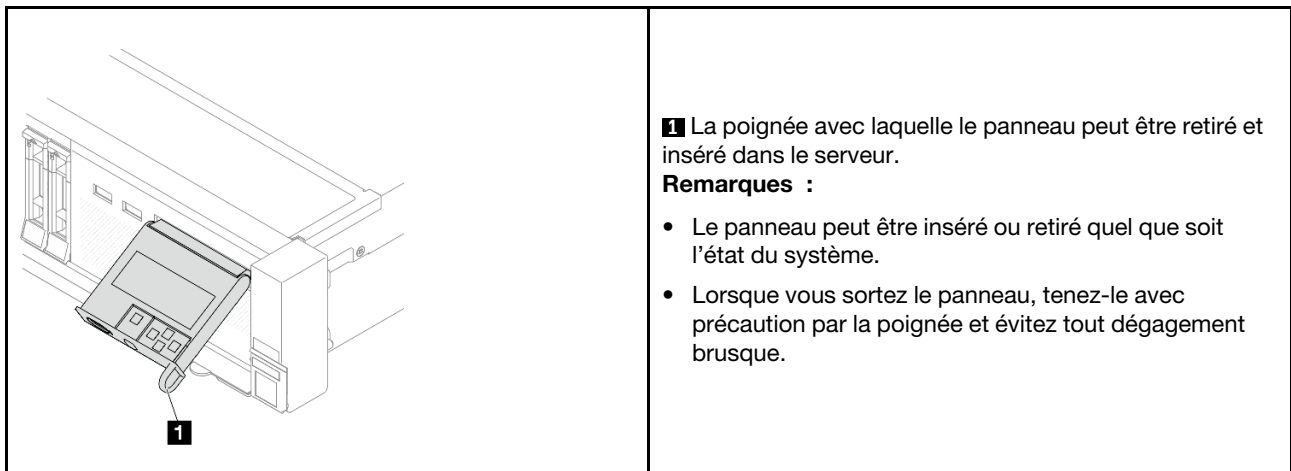 1
1 La poignée avec laquelle le panneau peut être retiré et
inséré dans le serveur.
Remarques :
• Le panneau peut être inséré ou retiré quel que soit
l’état du système.
• Lorsque vous sortez le panneau, tenez-le avec
précaution par la poignée et évitez tout dégagement
brusque.